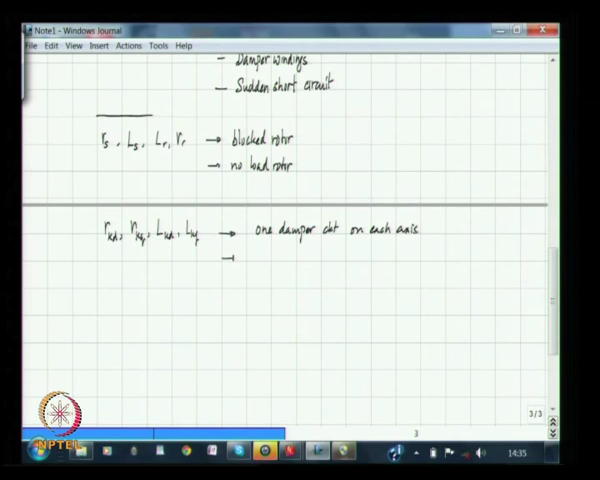 Note1 - Windows Journal
File Edit View Insert Actions Tools Help
- Damper windings
- Sudden short circuit
rs, Ls, Lr, rr → blocked rotor
→ no load rotor
rkd, rkq, Lkd, Lkq → one damper ckt on each axis
3/3
3
NPTEL
14:35